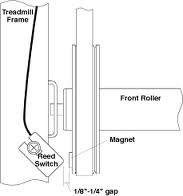 Treadmill
Frame
Front Roller
Magnet
Reed
Switch
1/8"-1/4" gap